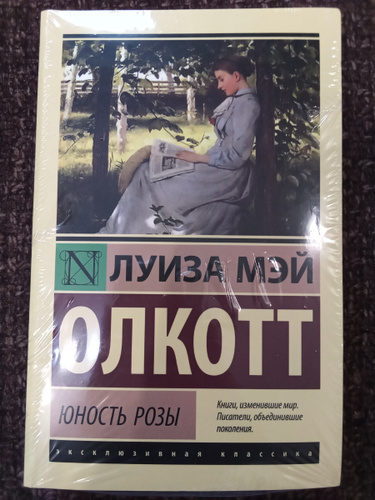 N ЛУИЗА МЭЙ
ОЛКОТТ
ЮНОСТЬ РОЗЫ
Книги, изменившие мир.
Писатели, объединившие
поколения.
эксклюзивная классика